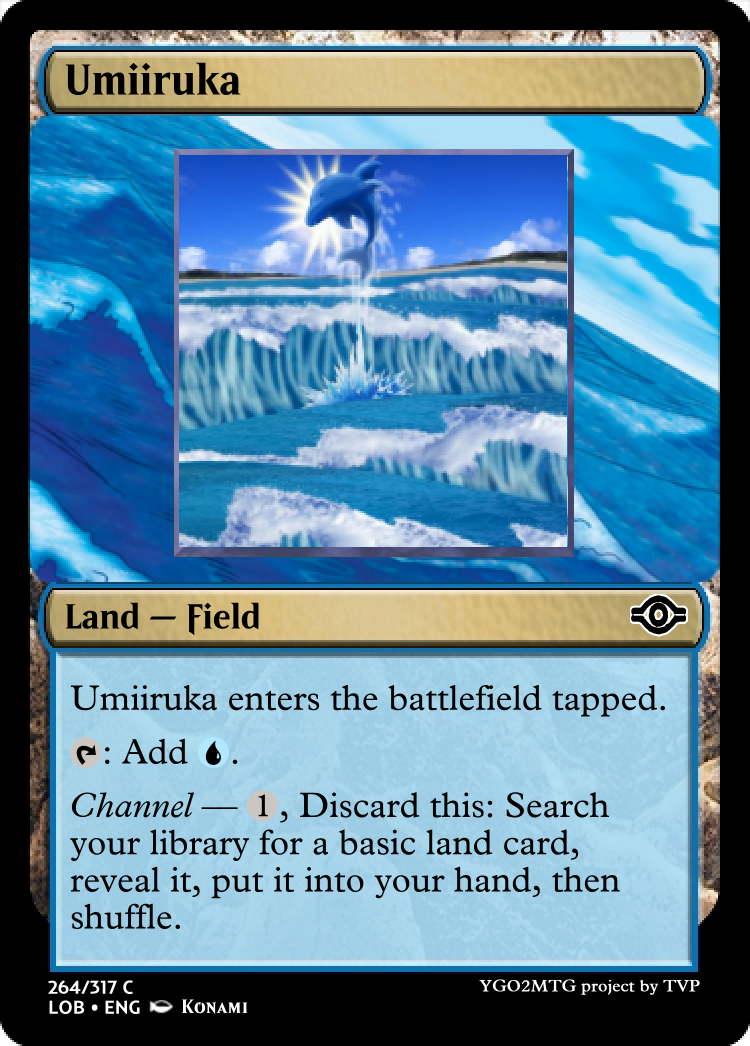 Umiiruka
Land — Field
Umiiruka enters the battlefield tapped.
: Add .
Channel — 1, Discard this: Search
your library for a basic land card,
reveal it, put it into your hand, then
shuffle.
264/317 C
YGO2MTG project by TVP
LOB • ENG Konami